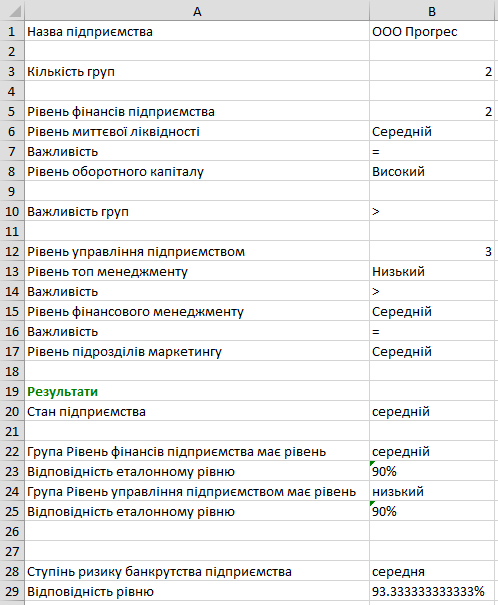 A B
1 Назва підприємства ООО Прогрес
2
3 Кількість груп 2
4
5 Рівень фінансів підприємства 2
6 Рівень миттєвої ліквідності Середній
7 Важливість =
8 Рівень оборотного капіталу Високий
9
10 Важливість груп >
11
12 Рівень управління підприємством 3
13 Рівень топ менеджменту Низький
14 Важливість >
15 Рівень фінансового менеджменту Середній
16 Важливість =
17 Рівень підрозділів маркетингу Середній
18
19 Результати
20 Стан підприємства середній
21
22 Група Рівень фінансів підприємства має рівень середній
23 Відповідність еталонному рівню 90%
24 Група Рівень управління підприємством має рівень низький
25 Відповідність еталонному рівню 90%
26
27
28 Ступінь ризику банкрутства підприємства середня
29 Відповідність рівню 93.333333333333%